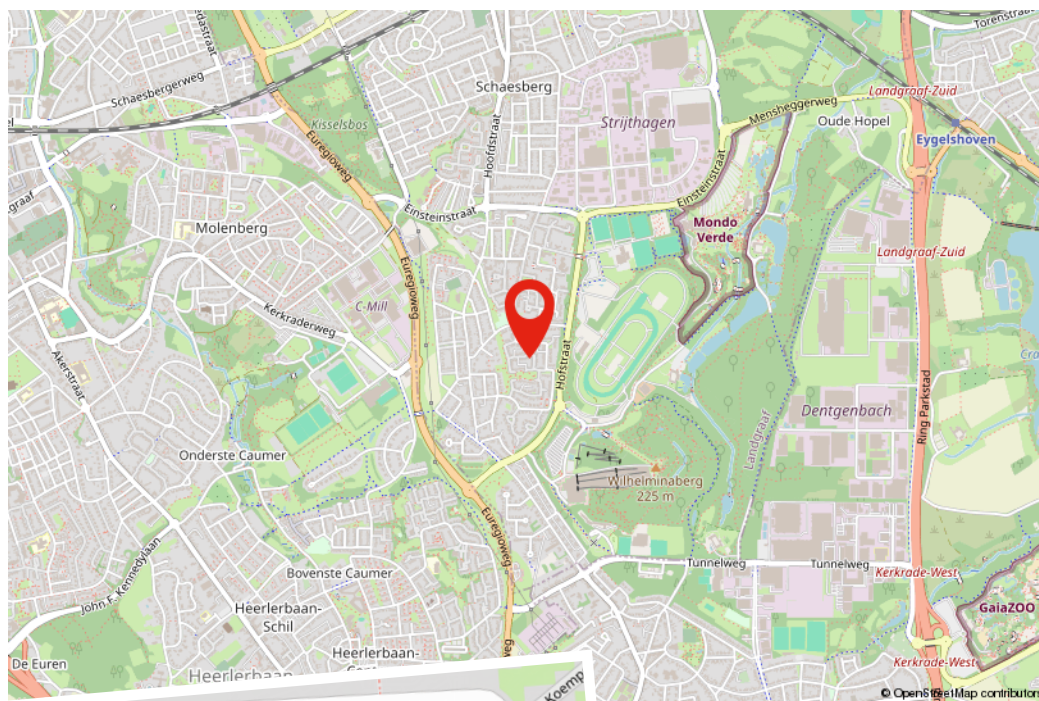 Torenstraat
Schaesbergerweg
Schaesberg
Landgraaf-Zuid
Kisselsbos
Strijthagen
Mensheggerweg
Oude Hopel
Euregioweg
Hoofdstraat
Eygelshoven
Einsteinstraat
Einsteinstraat
Molenberg
Mondo
Verde
Landgraaf-Zuid
Euregioweg
C-Mill
Kerkraderweg
Akerstraat
Hofstraat
Ring Parkstad
Dentgenbach
Landgraaf
Onderste Caumer
Wilhelminaberg
225 m
Euregioweg
John F. Kennedylaan
Bovenste Caumer
Tunnelweg
Tunnelweg
Kerkrade-West
Heerlerbaan-
Schil
GaiaZOO
De Euren
Heerlerbaan-
Kerkrade-West
Heerlerbaan
Koemp
© OpenStreetMap contributors